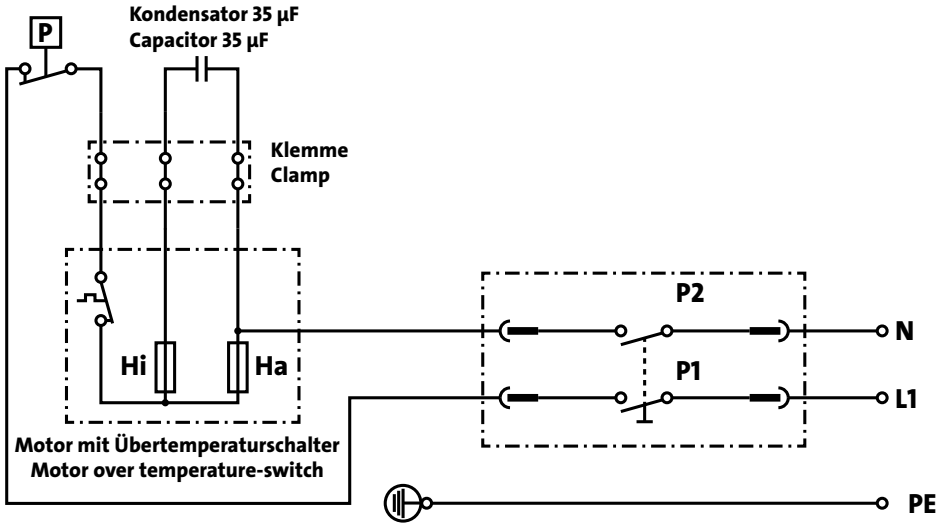 Kondensator 35 µF
Capacitor 35 µF
P
Klemme
Clamp
P2
N
Hi
Ha
P1
L1
Motor mit Übertemperaturschalter
Motor over temperature-switch
PE